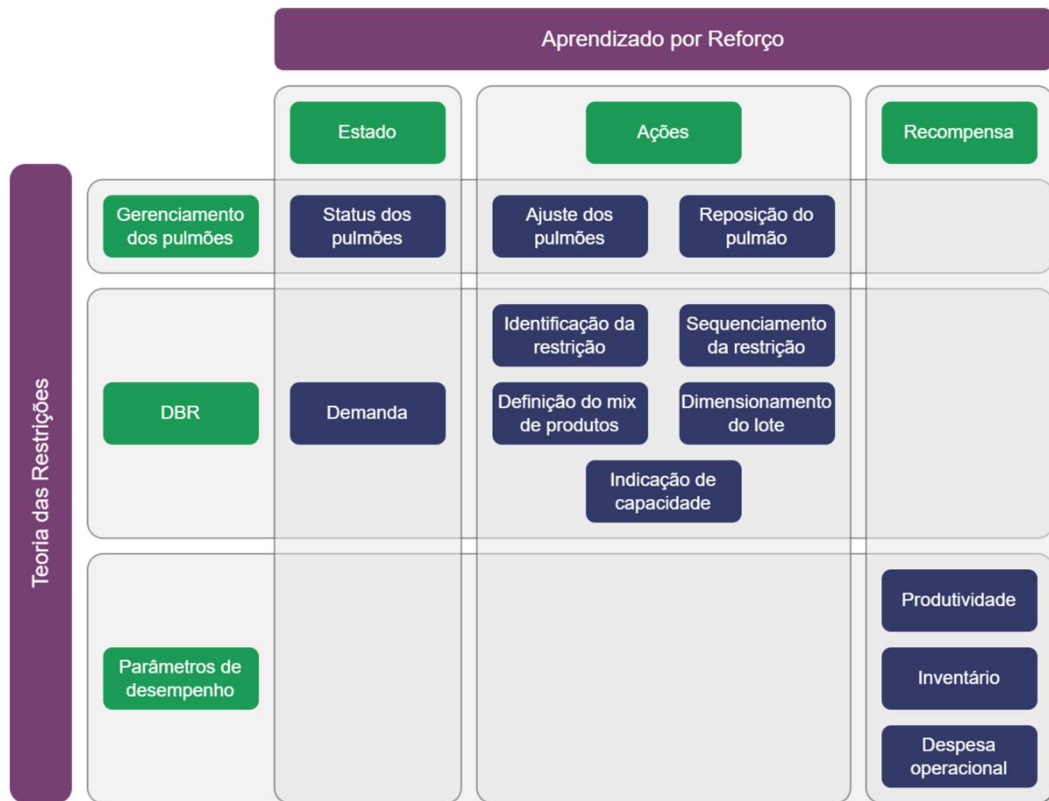 Aprendizado por Reforço
Estado
Ações
Recompensa
Teoria das Restrições
Gerenciamento
dos pulmões
Status dos
pulmões
Ajuste dos
pulmões
Reposição do
pulmão
DBR
Demanda
Identificação da
restrição
Sequenciamento
da restrição
Definição do mix
de produtos
Dimensionamento
do lote
Indicação de
capacidade
Parâmetros de
desempenho
Produtividade
Inventário
Despesa
operacional